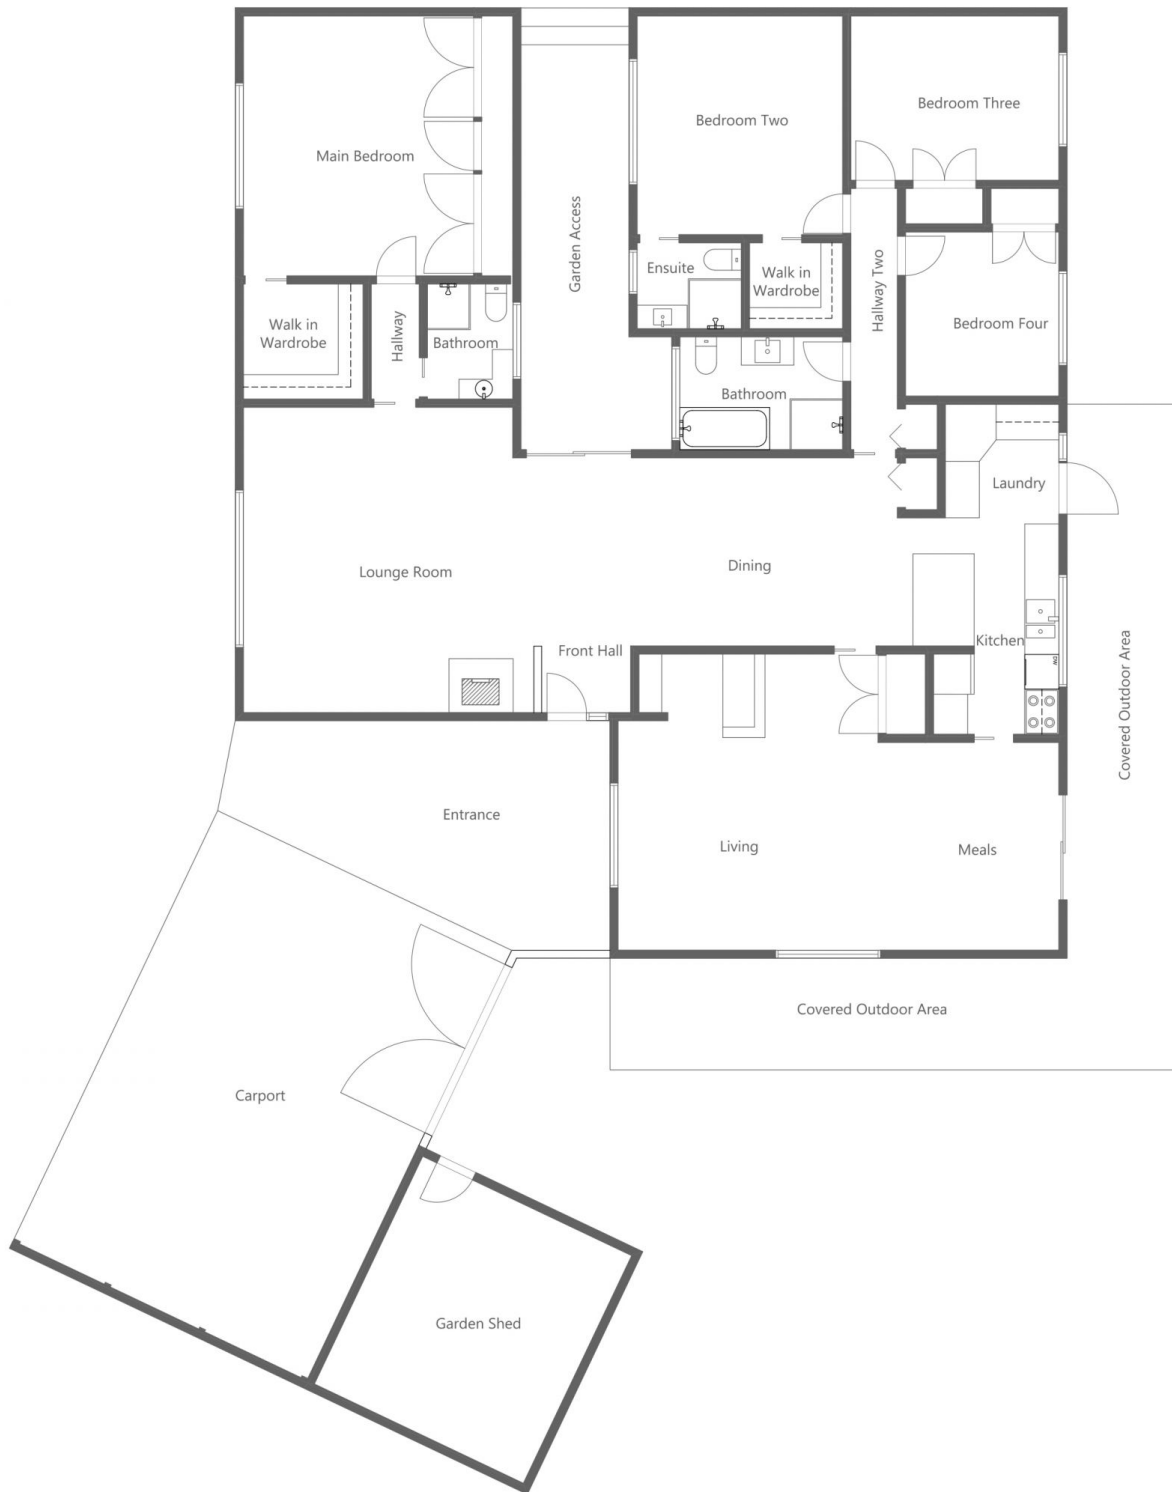 Bedroom Three
Bedroom Two
Main Bedroom
Garden Access
Ensuite
Walk in
Wardrobe
Hallway Two
Bedroom Four
Walk in
Wardrobe
Hallway
Bathroom
Bathroom
Laundry
Lounge Room
Dining
Front Hall
Kitchen
DW
Covered Outdoor Area
Entrance
Living
Meals
Covered Outdoor Area
Carport
Garden Shed